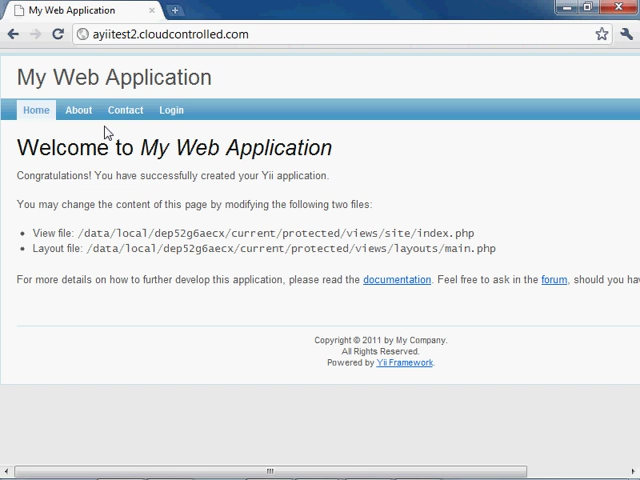 My Web Application
ayiitest2.cloudcontrolled.com
My Web Application
Home About Contact Login
Welcome to My Web Application
Congratulations! You have successfully created your Yii application.
You may change the content of this page by modifying the following two files:
• View file: /data/local/dep52g6aecx/current/protected/views/site/index.php
• Layout file: /data/local/dep52g6aecx/current/protected/views/layouts/main.php
For more details on how to further develop this application, please read the documentation. Feel free to ask in the forum, should you hav
Copyright © 2011 by My Company.
All Rights Reserved.
Powered by Yii Framework.